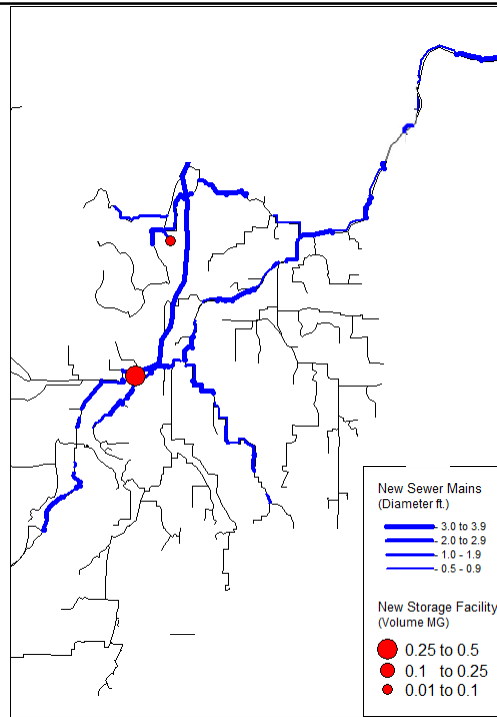 New Sewer Mains
(Diameter ft.)
- 3.0 to 3.9
- 2.0 to 2.9
- 1.0 - 1.9
- 0.5 - 0.9
New Storage Facility
(Volume MG)
0.25 to 0.5
0.1 to 0.25
0.01 to 0.1